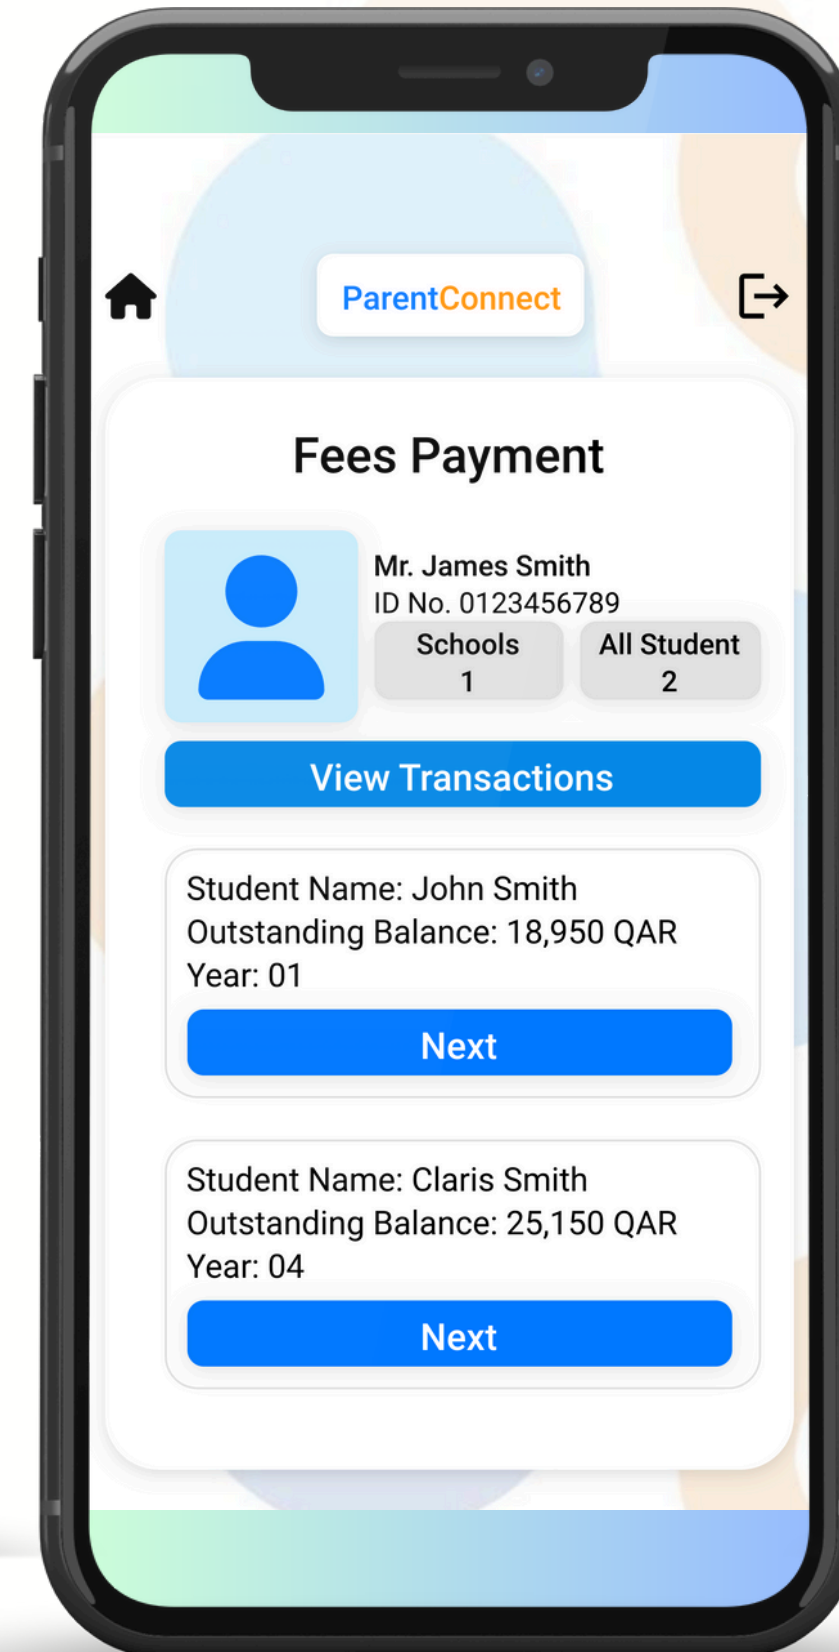 ParentConnect
Fees Payment
Mr. James Smith
ID No. 0123456789
Schools
1
All Student
2
View Transactions
Student Name: John Smith
Outstanding Balance: 18,950 QAR
Year: 01
Next
Student Name: Claris Smith
Outstanding Balance: 25,150 QAR
Year: 04
Next